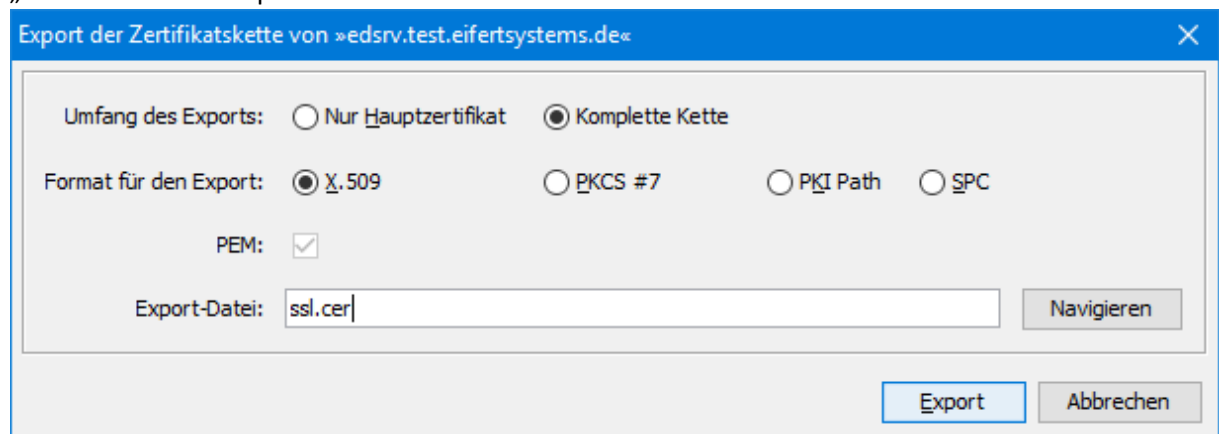 Export der Zertifikatskette von »edsrv.test.eifertsystems.de«
Umfang des Exports: Nur Hauptzertifikat Komplette Kette
Format für den Export: X.509 PKCS #7 PKI Path SPC
PEM:
Export-Datei: ssl.cer Navigieren
Export Abbrechen